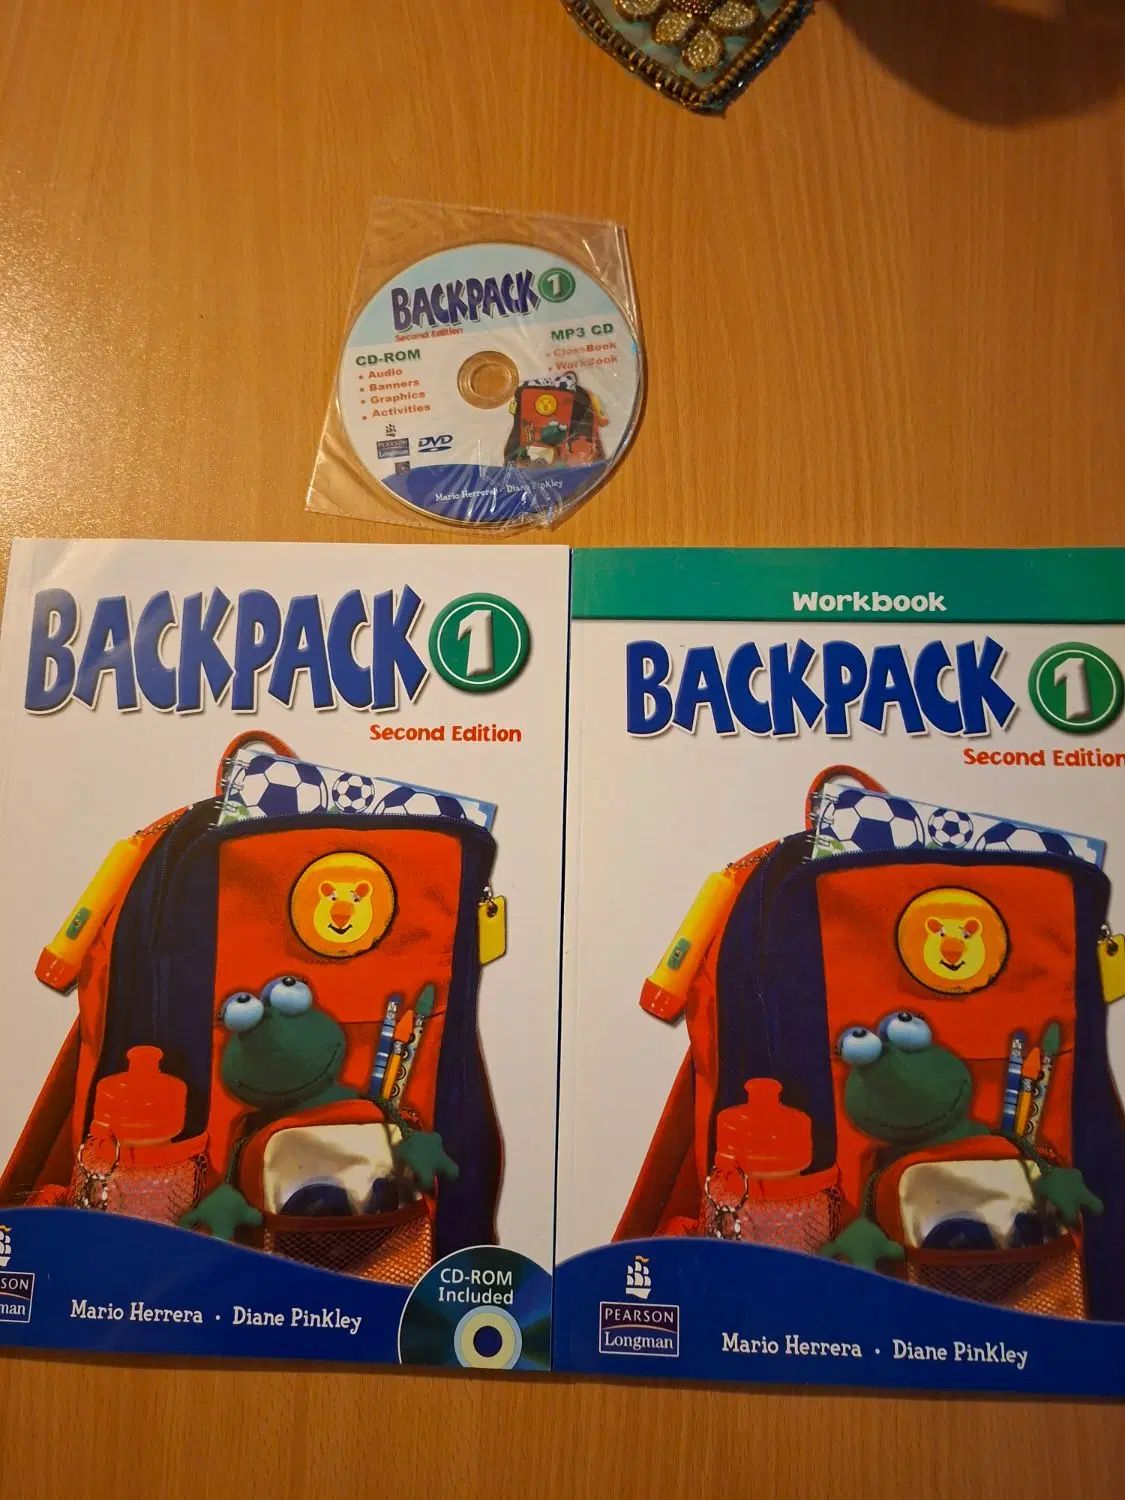 BACKPACK 1
Second Edition
CD-ROM
• Audio
• Banners
• Graphics
• Activities
MP3 CD
• ClassBook
• WorkBook
PEARSON
Longman
DVD
Mario Herrera · Diane Pinkley
BACKPACK 1
Second Edition
CD-ROM
Included
SON
man
Mario Herrera · Diane Pinkley
Workbook
BACKPACK 1
Second Edition
PEARSON
Longman
Mario Herrera · Diane Pinkley